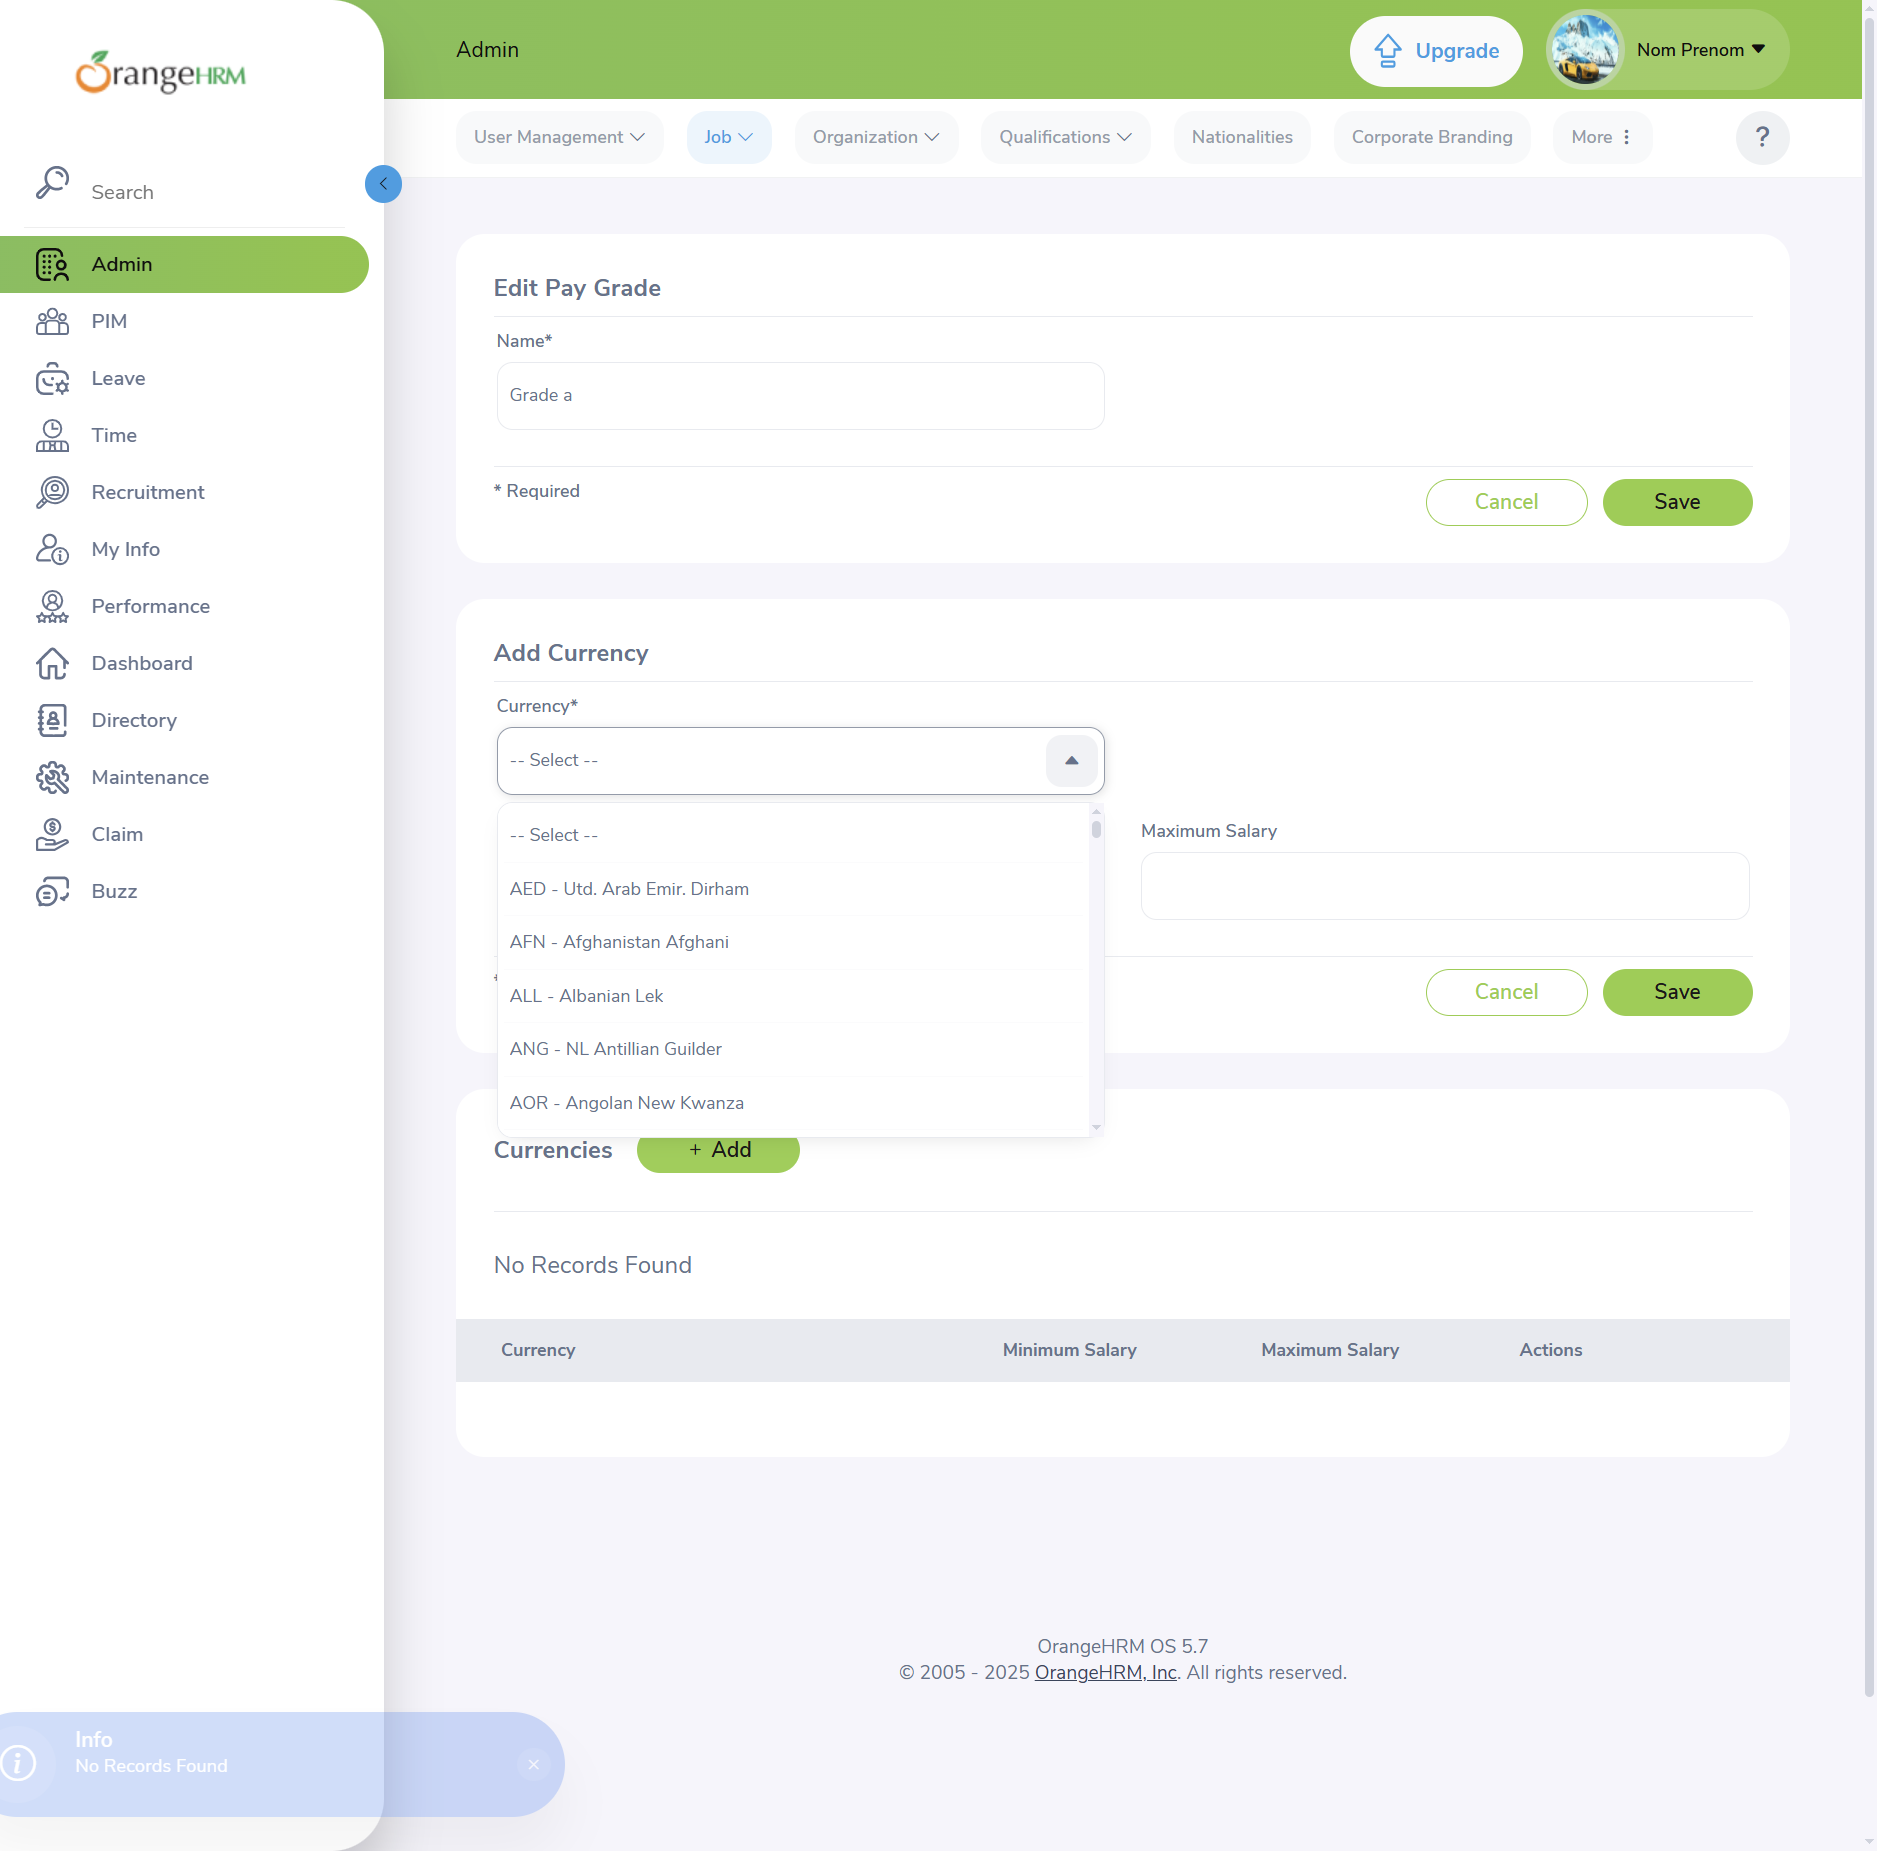 OrangeHRM
Search
Admin
PIM
Leave
Time
Recruitment
My Info
Performance
Dashboard
Directory
Maintenance
Claim
Buzz
Admin
Upgrade
Nom Prenom
User Management
Job
Organization
Qualifications
Nationalities
Corporate Branding
More
?
Edit Pay Grade
Name*
Grade a
* Required
Cancel
Save
Add Currency
Currency*
-- Select --
-- Select --
AED - Utd. Arab Emir. Dirham
AFN - Afghanistan Afghani
ALL - Albanian Lek
ANG - NL Antillian Guilder
AOR - Angolan New Kwanza
Maximum Salary
Cancel
Save
Currencies
+ Add
No Records Found
Currency Minimum Salary Maximum Salary Actions
OrangeHRM OS 5.7
© 2005 - 2025 OrangeHRM, Inc. All rights reserved.
Info
No Records Found